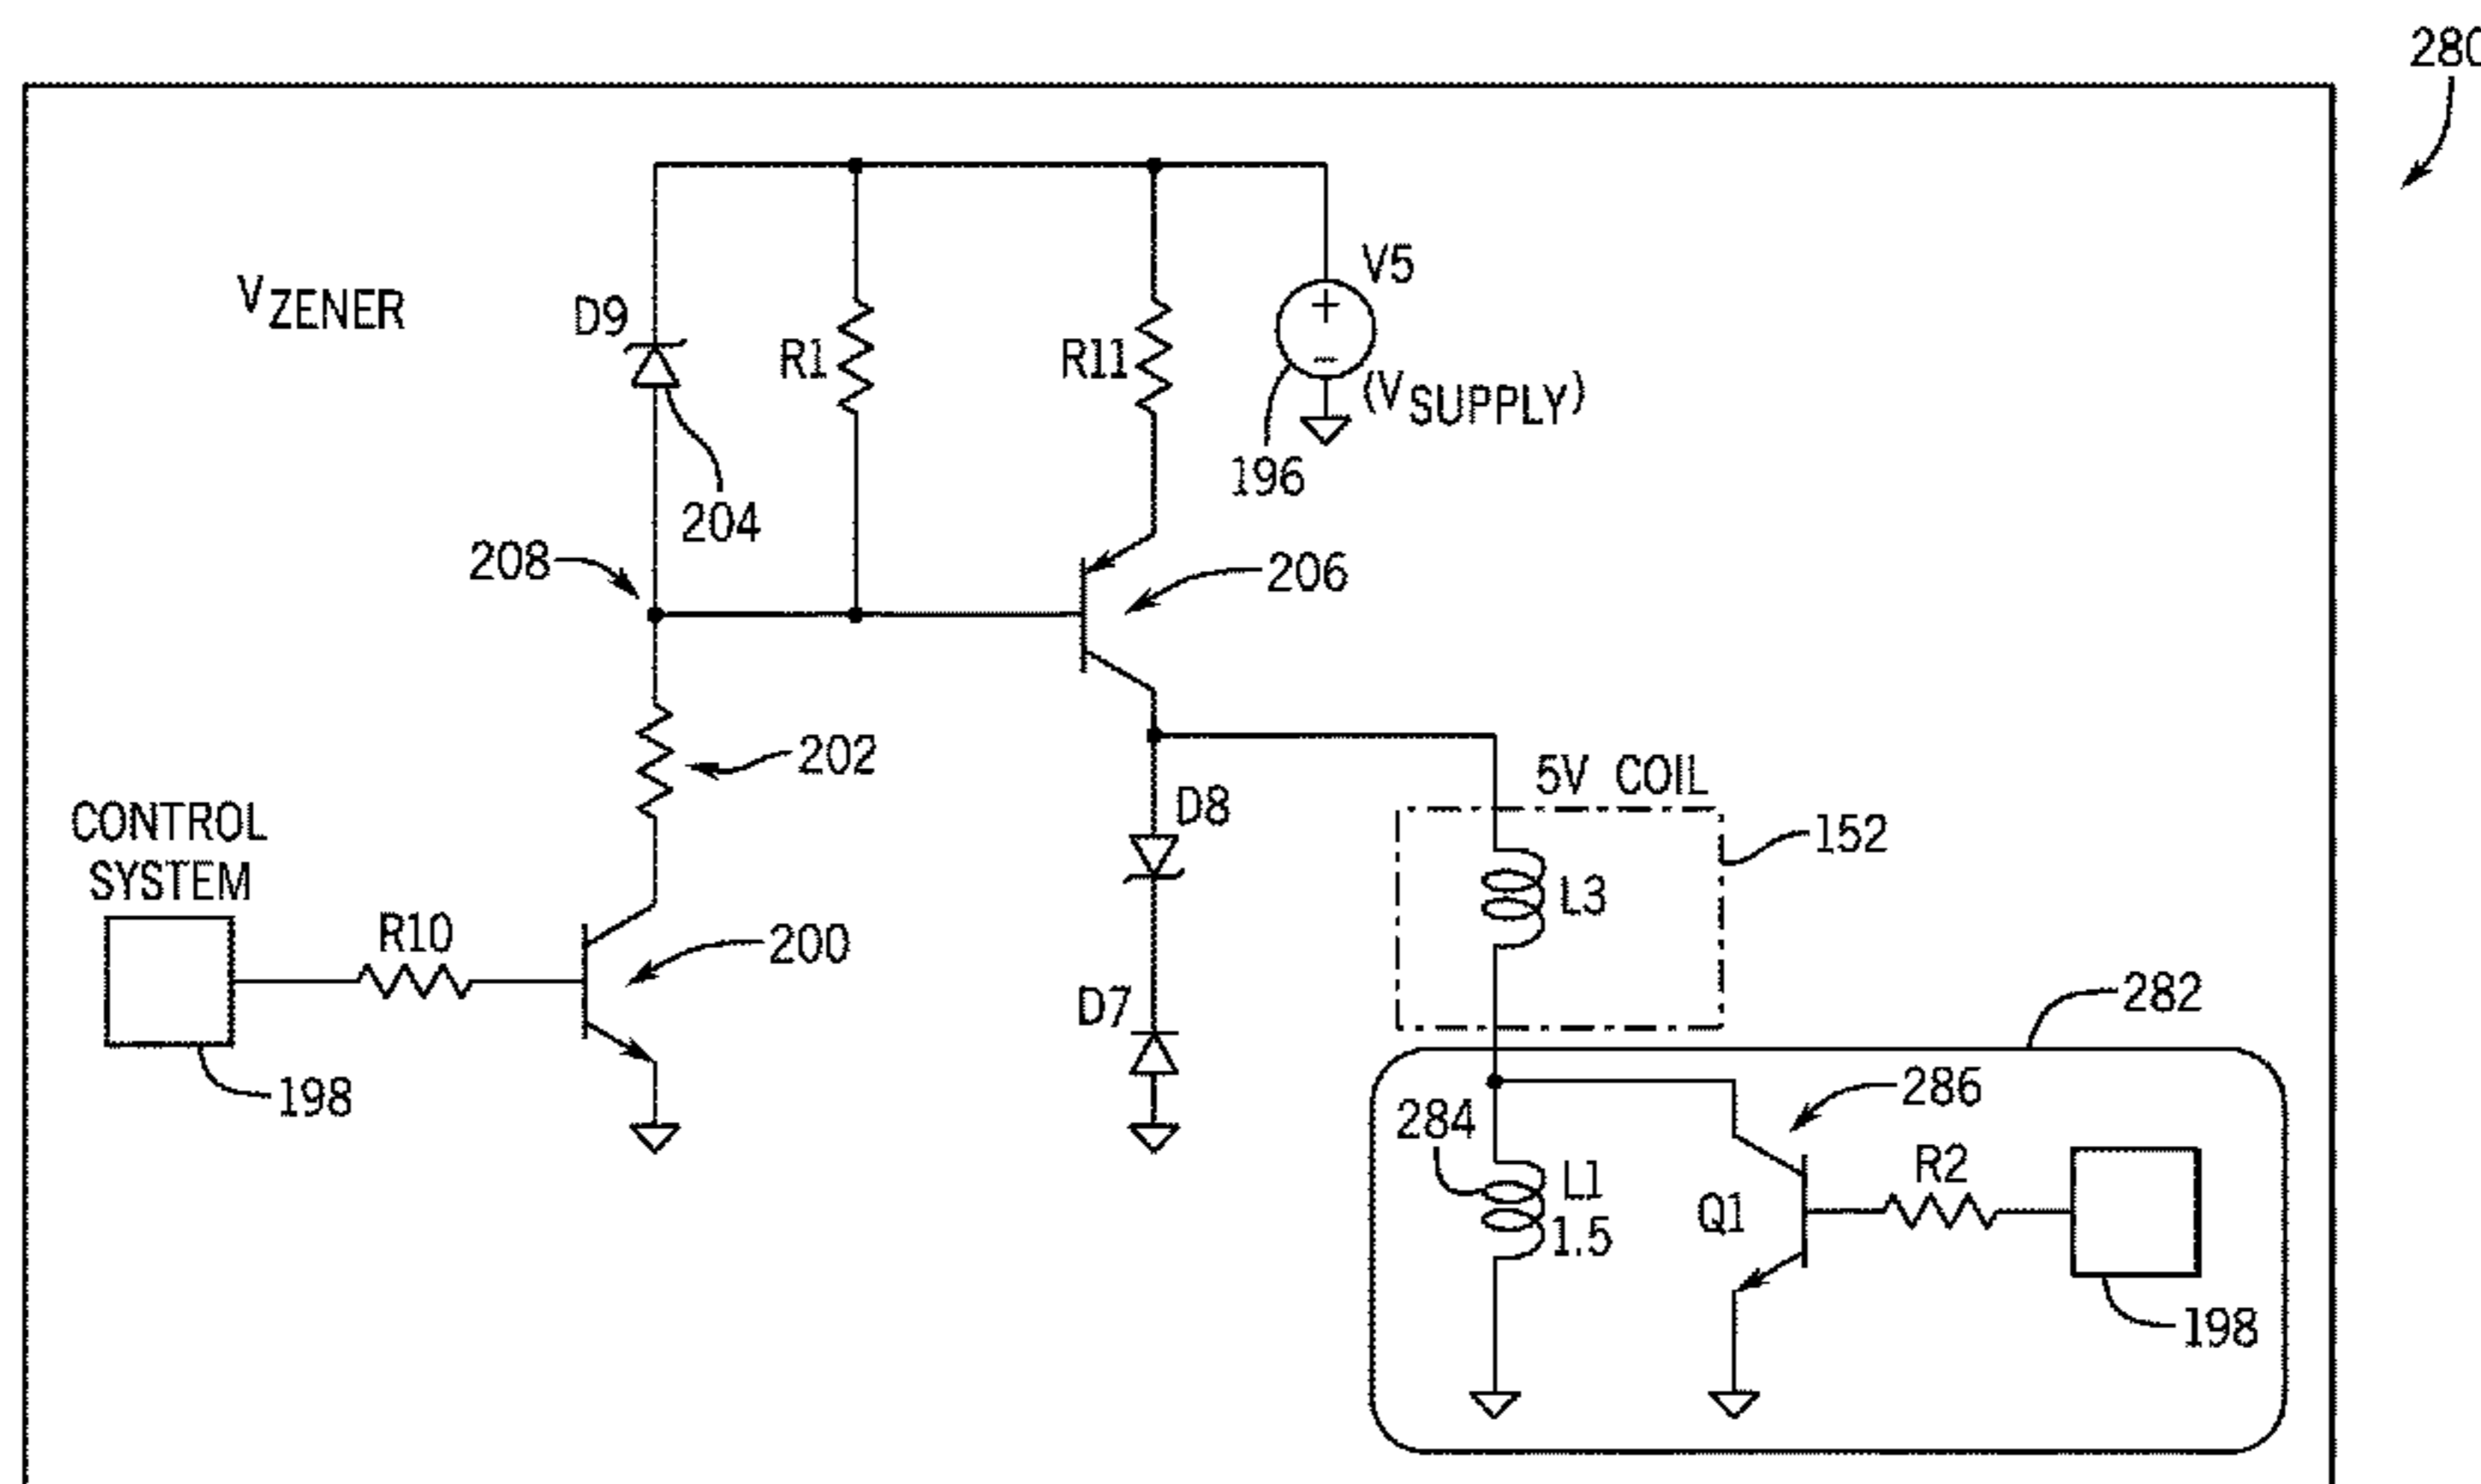 280
V5
VZENER
D9
R1
R11
(VSUPPLY)
196
204
208
206
202
5V COIL
D8
CONTROL
SYSTEM
152
L3
R10
200
282
D7
198
286
284
L1
R2
Q1
1.5
198